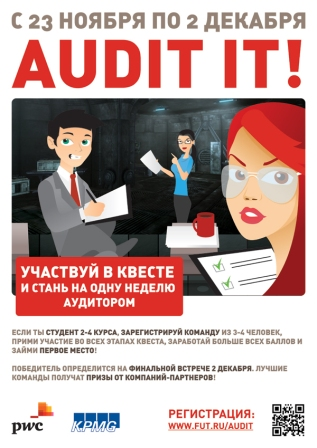 С 23 НОЯБРЯ ПО 2 ДЕКАБРЯ
AUDIT IT!
УЧАСТВУЙ В КВЕСТЕ
И СТАНЬ НА ОДНУ НЕДЕЛЮ
АУДИТОРОМ
ЕСЛИ ТЫ СТУДЕНТ 2-4 КУРСА, ЗАРЕГИСТРИРУЙ КОМАНДУ ИЗ 3-4 ЧЕЛОВЕК,
ПРИМИ УЧАСТИЕ ВО ВСЕХ ЭТАПАХ КВЕСТА, ЗАРАБОТАЙ БОЛЬШЕ ВСЕХ БАЛЛОВ И
ЗАЙМИ ПЕРВОЕ МЕСТО!
ПОБЕДИТЕЛЬ ОПРЕДЕЛИТСЯ НА ФИНАЛЬНОЙ ВСТРЕЧЕ 2 ДЕКАБРЯ. ЛУЧШИЕ
КОМАНДЫ ПОЛУЧАТ ПРИЗЫ ОТ КОМПАНИЙ-ПАРТНЕРОВ!
pwc
KPMG
РЕГИСТРАЦИЯ:
WWW.FUT.RU/AUDIT